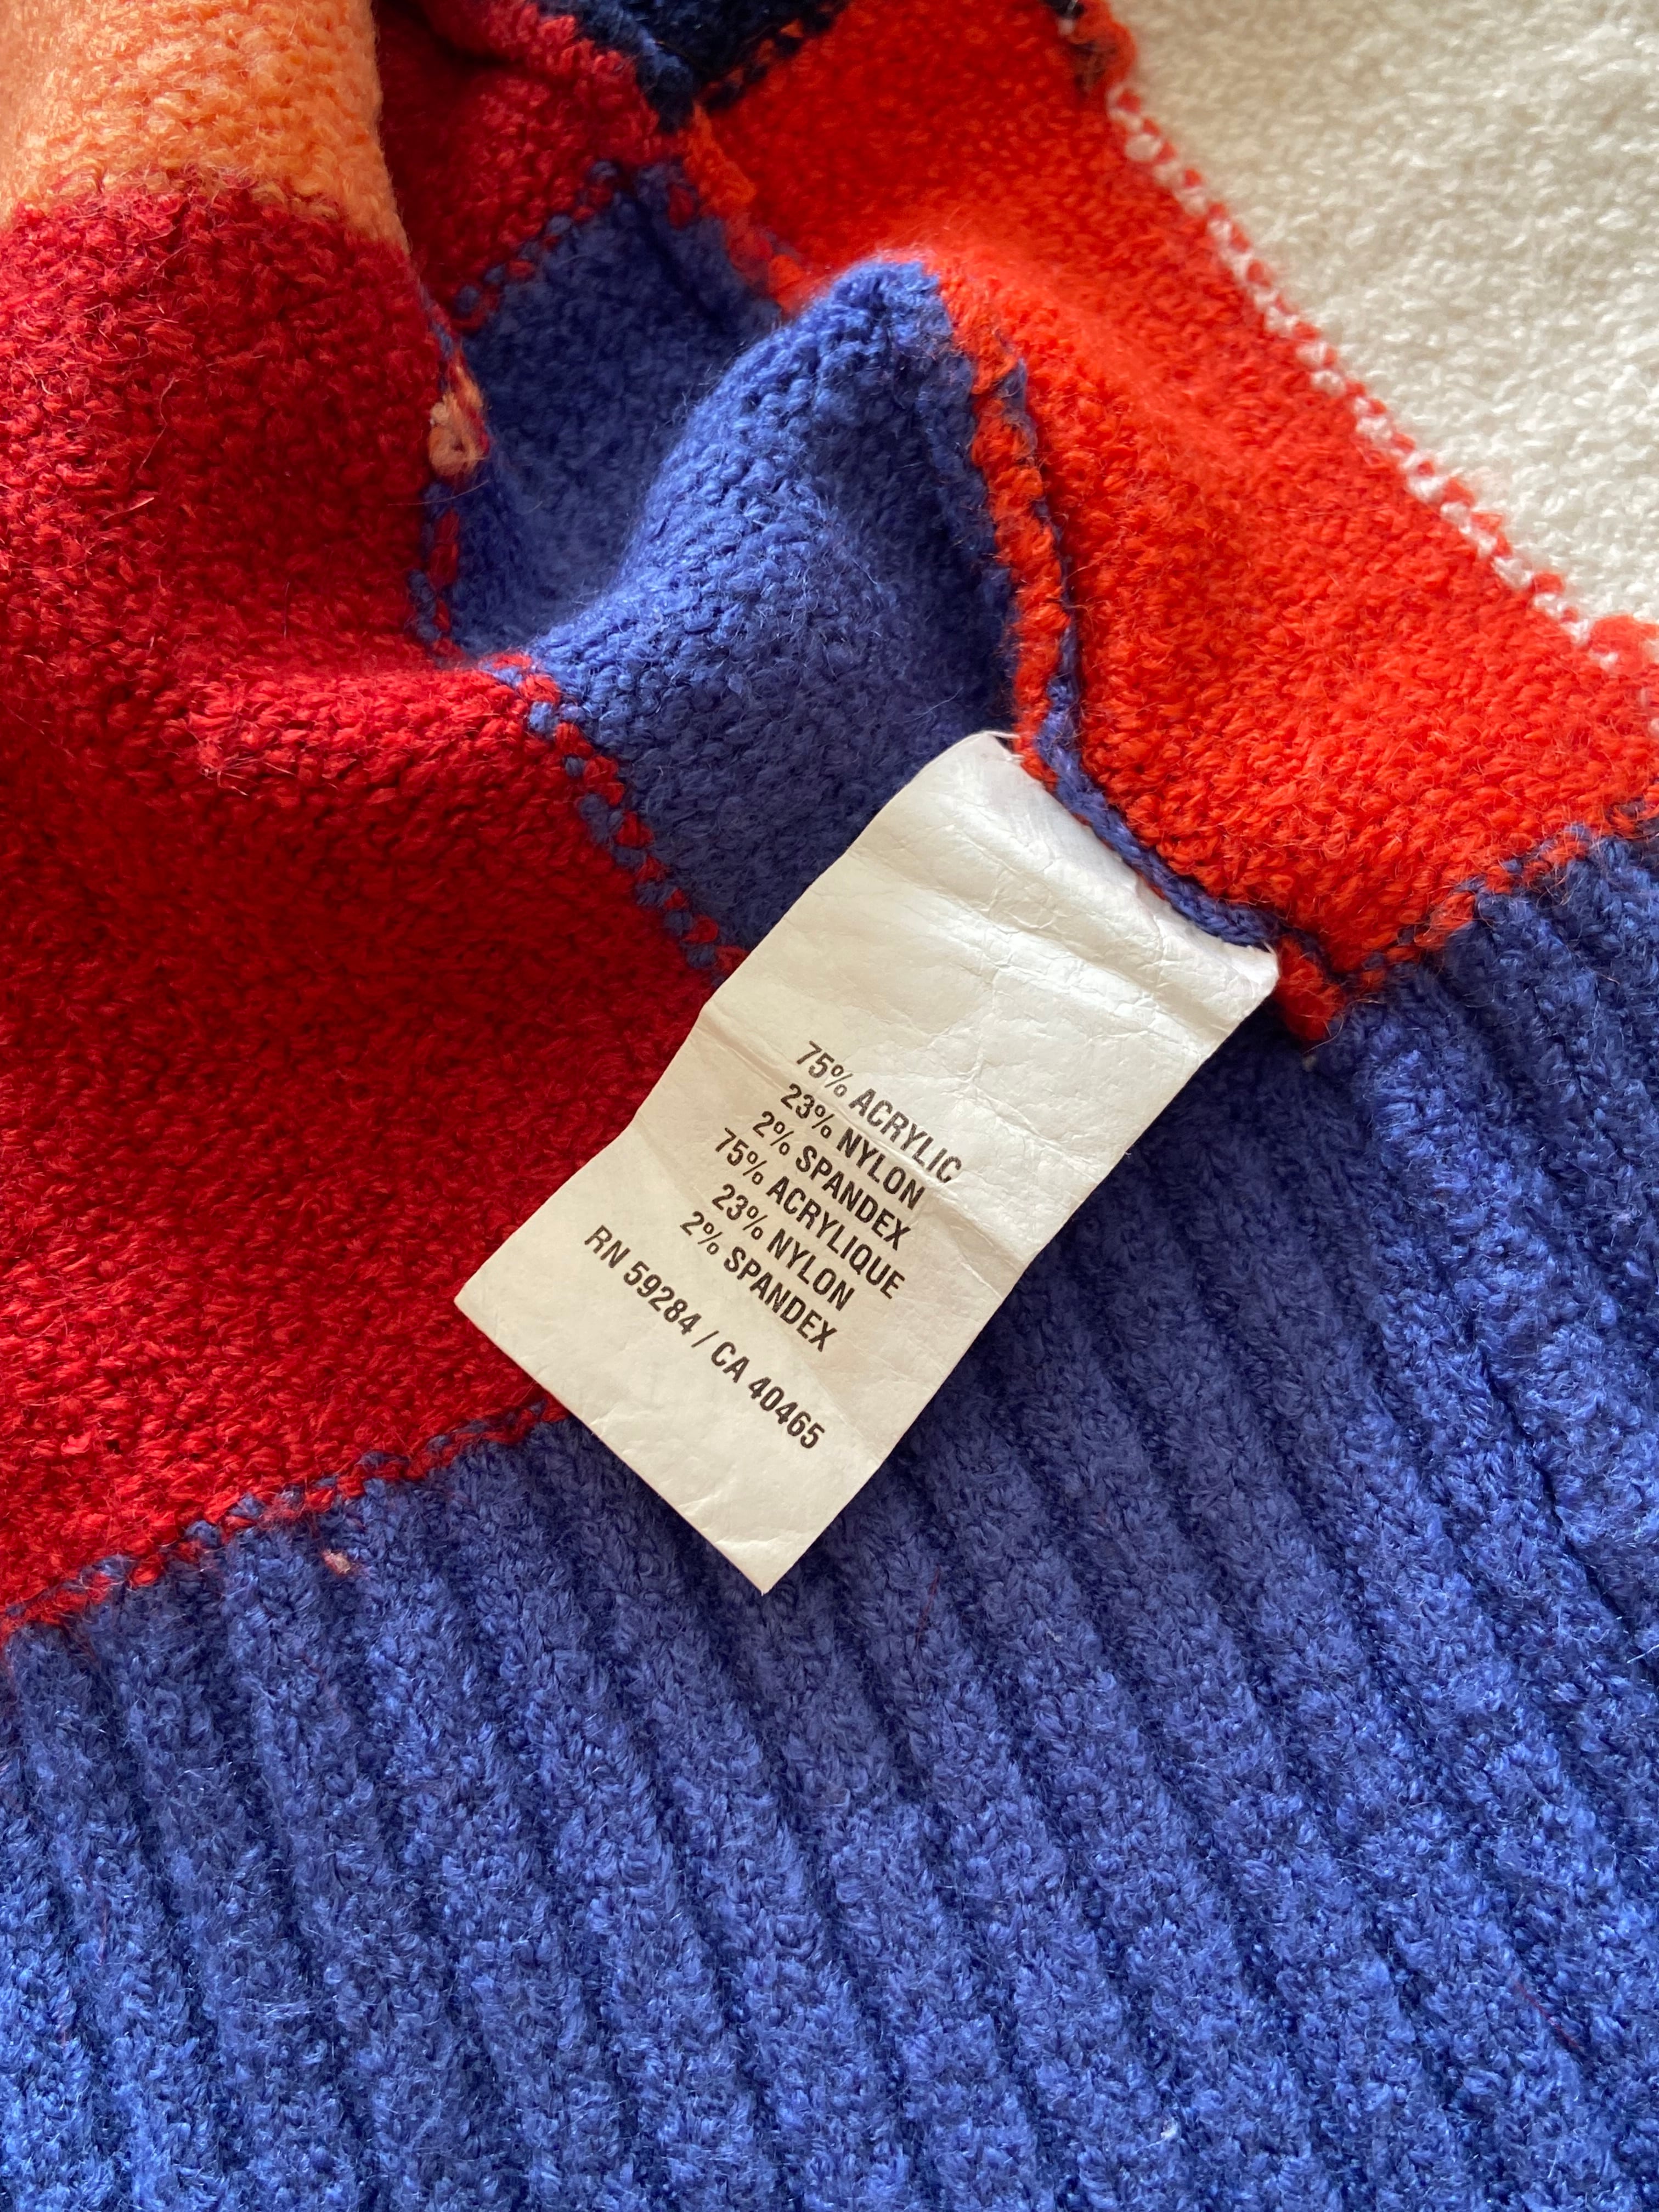 75% ACRYLIC
23% NYLON
2% SPANDEX
75% ACRYLIQUE
23% NYLON
2% SPANDEX
RN 59284 / CA 40465